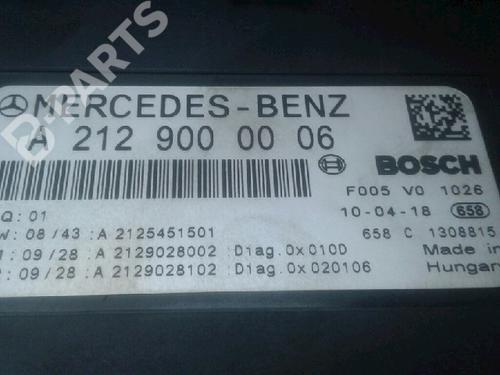 B-PARTS
MERCEDES-BENZ
A 212 900 00 06
BOSCH
F005 V0 1026
Q: 01
10-04-18 658
W: 08/43: A 2125451501
658 C 1308815
: 09/28: A 2129028002 :Diag.0x010D
Made in
: 09/28: A 2129028102 :Diag.0x020106
Hungar